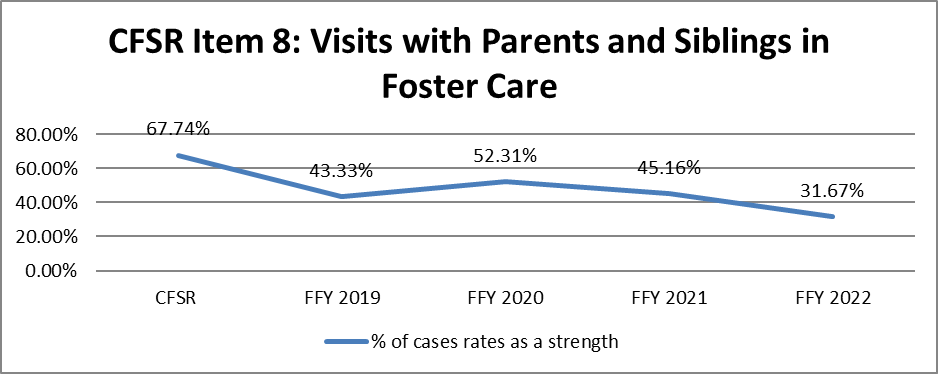 CFSR Item 8: Visits with Parents and Siblings in
Foster Care
80.00%
60.00%
40.00%
20.00%
0.00%
67.74%
43.33%
52.31%
45.16%
31.67%
CFSR
FFY 2019
FFY 2020
FFY 2021
FFY 2022
% of cases rates as a strength